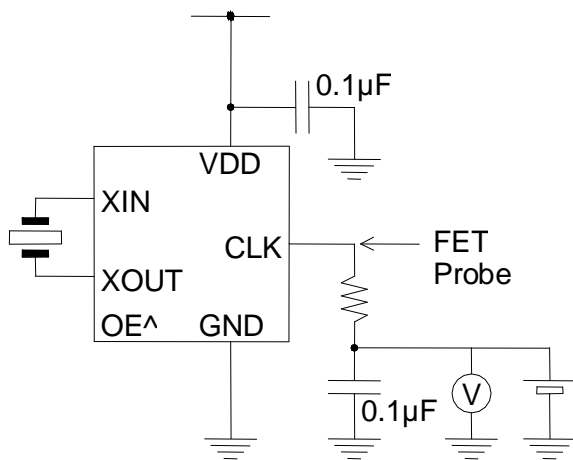 0.1µF
VDD
XIN
CLK
FET
Probe
XOUT
OE^ GND
0.1µF
V